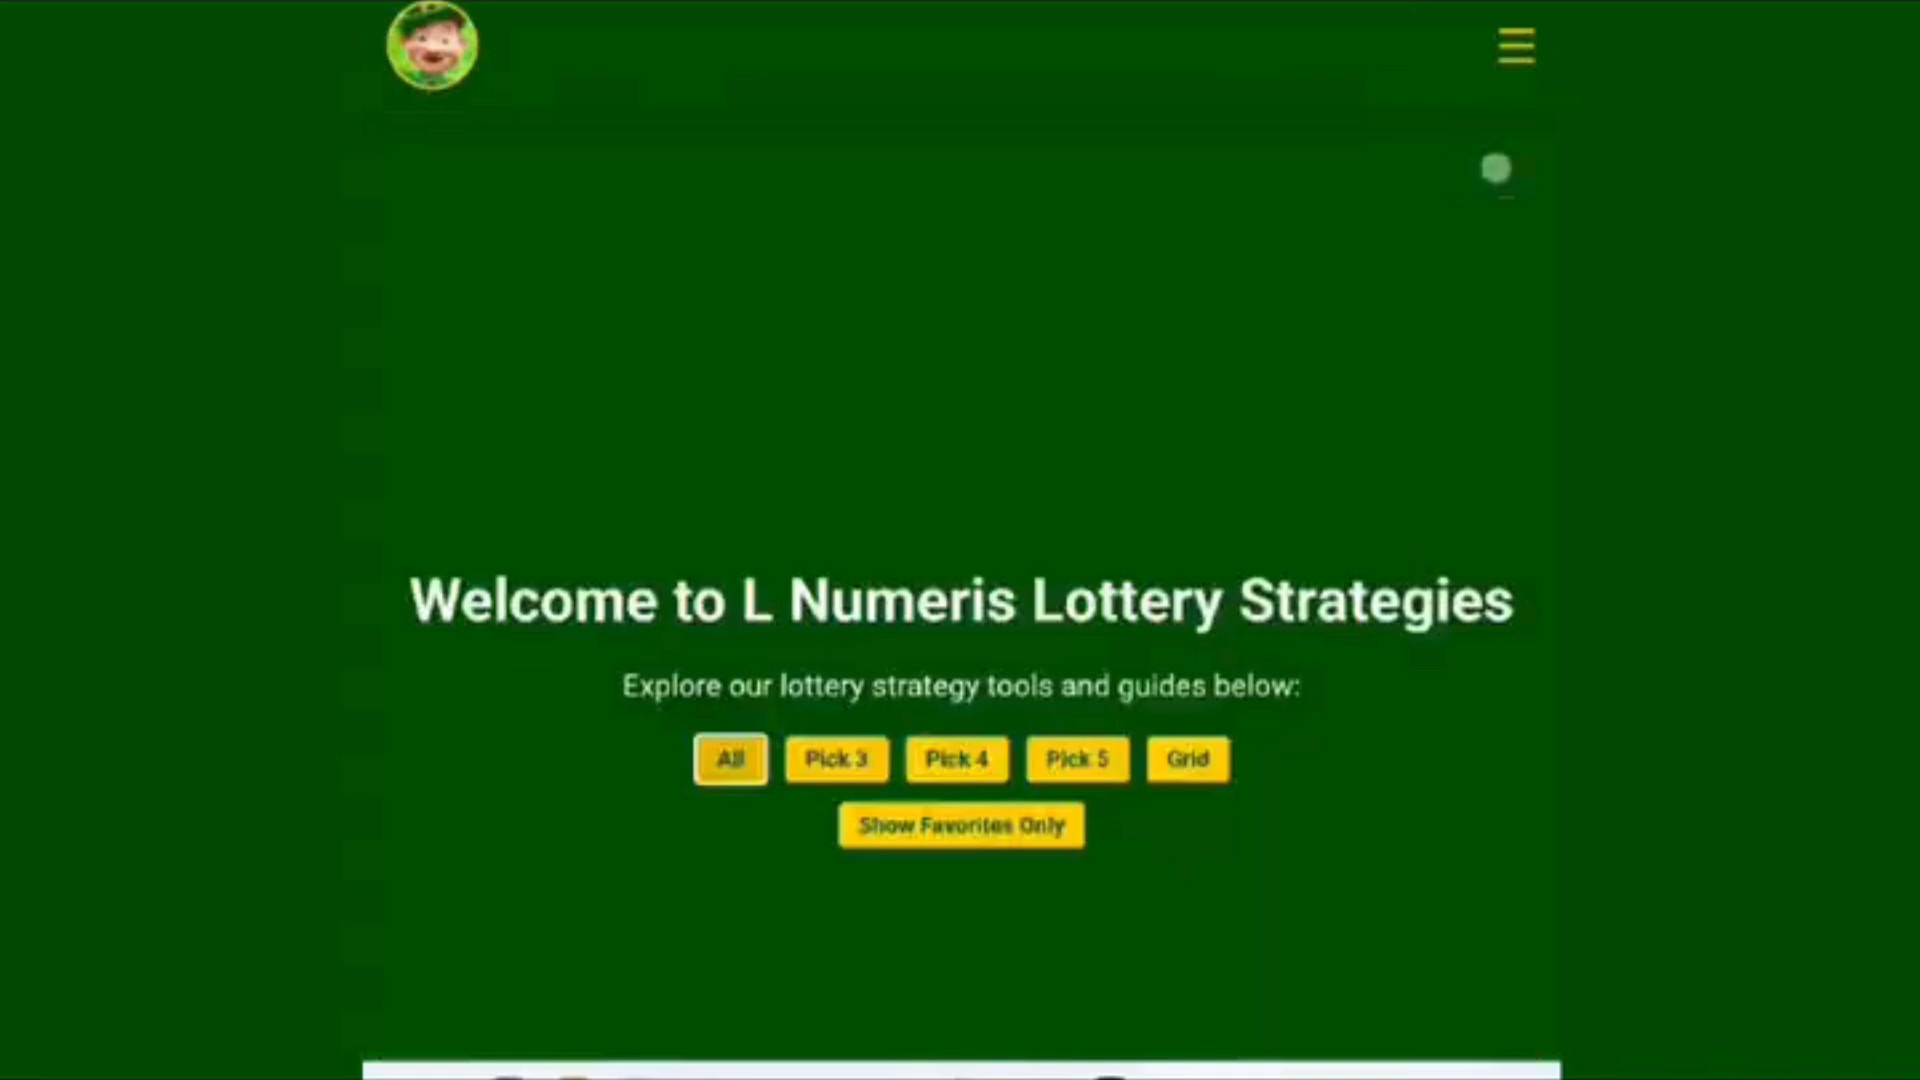 Welcome to L Numeris Lottery Strategies
Explore our lottery strategy tools and guides below:
All Pick 3 Pick 4 Pick 5 Grid
Show Favorites Only